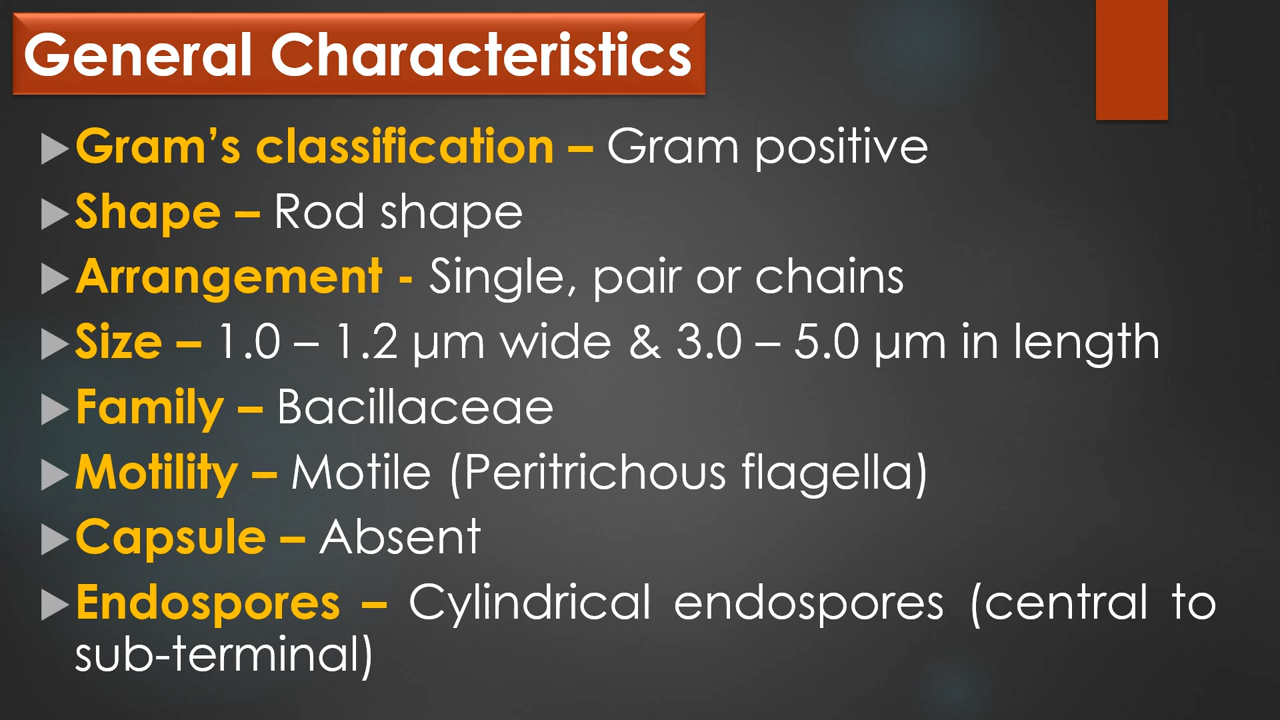 General Characteristics
Gram’s classification – Gram positive
Shape – Rod shape
Arrangement - Single, pair or chains
Size – 1.0 – 1.2 µm wide & 3.0 – 5.0 µm in length
Family – Bacillaceae
Motility – Motile (Peritrichous flagella)
Capsule – Absent
Endospores – Cylindrical endospores (central to
sub-terminal)